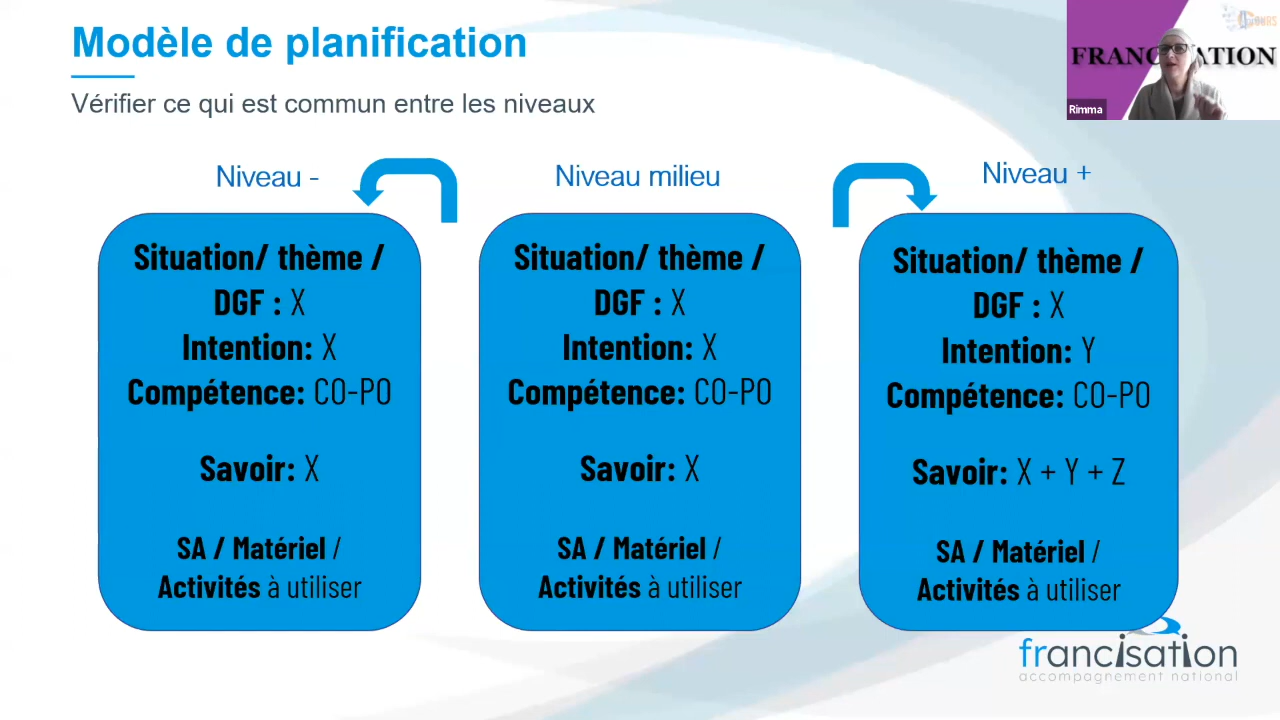 Modèle de planification
Vérifier ce qui est commun entre les niveaux
FRANC ATION
Rimma
Niveau -
Niveau milieu
Niveau +
Situation/ thème /
DGF : X
Intention: X
Compétence: CO-PO
Savoir: X
SA / Matériel /
Activités à utiliser
Situation/ thème /
DGF : X
Intention: X
Compétence: CO-PO
Savoir: X
SA / Matériel /
Activités à utiliser
Situation/ thème /
DGF : X
Intention: Y
Compétence: CO-PO
Savoir: X + Y + Z
SA / Matériel /
Activités à utiliser
francisation
accompagnement national